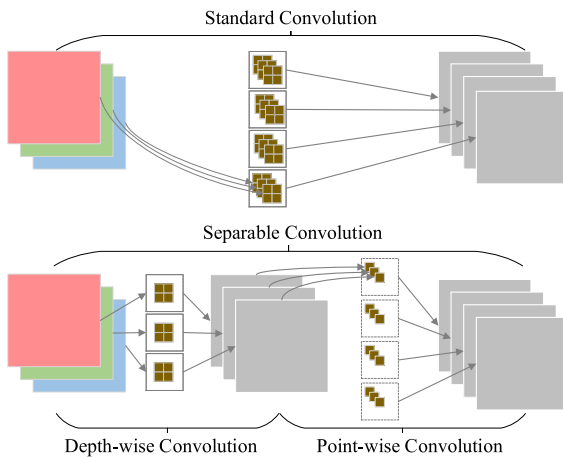 Standard Convolution
Separable Convolution
Depth-wise Convolution
Point-wise Convolution